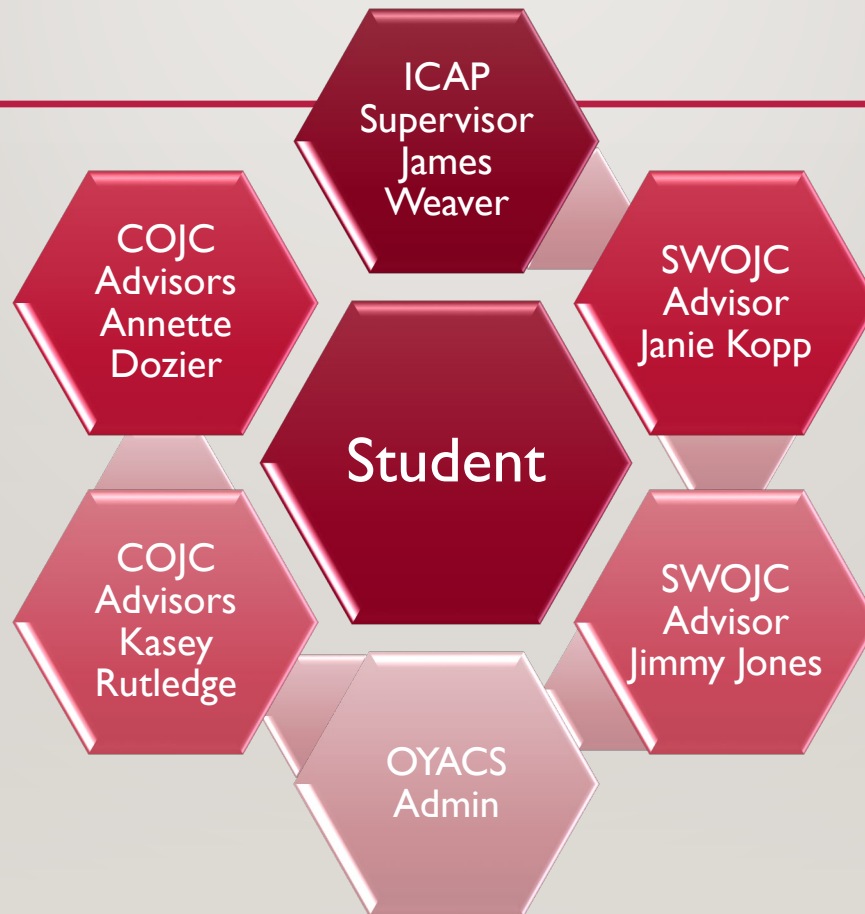 ICAP
Supervisor
James
Weaver
COJC
Advisors
Annette
Dozier
SWOJC
Advisor
Janie Kopp
Student
COJC
Advisors
Kasey
Rutledge
SWOJC
Advisor
Jimmy Jones
OYACS
Admin